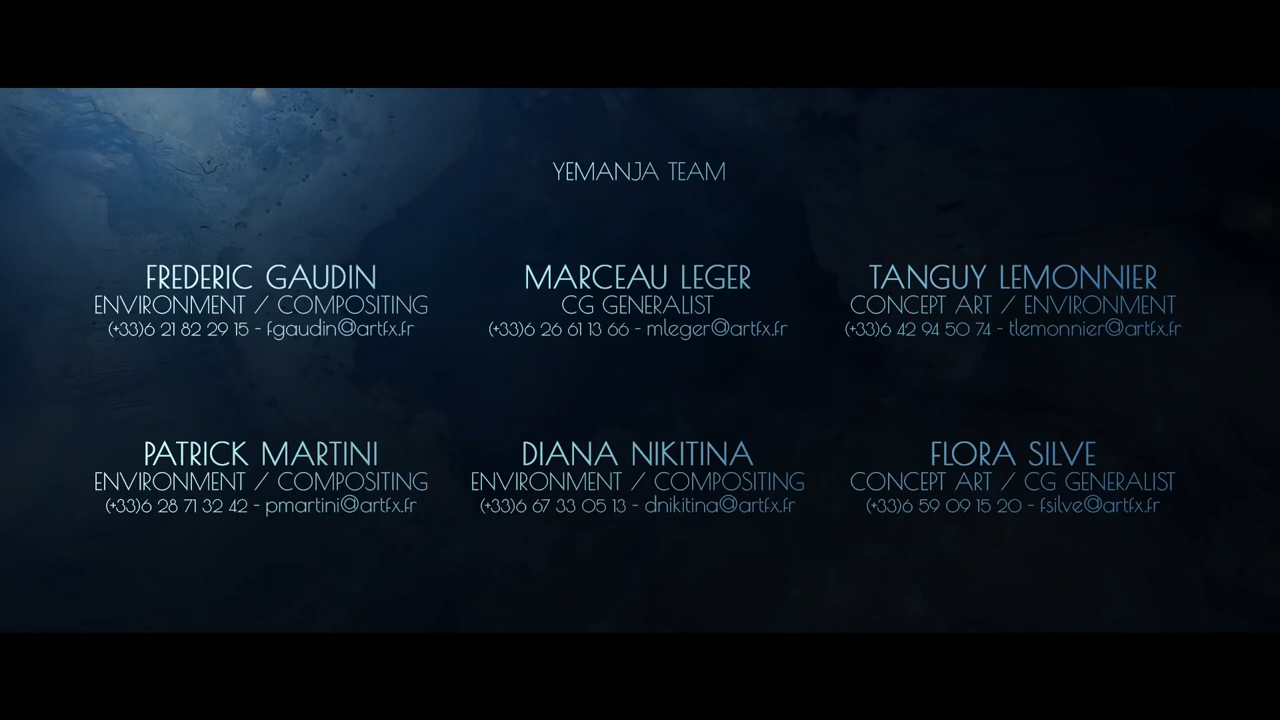 YEMANJA TEAM
FREDERIC GAUDIN
ENVIRONMENT / COMPOSITING
(+33)6 21 82 29 15 - fgaudin@artfx.fr
MARCEAU LEGER
CG GENERALIST
(+33)6 26 61 13 66 - mleger@artfx.fr
TANGUY LEMONNIER
CONCEPT ART / ENVIRONMENT
(+33)6 42 94 50 74 - tlemonnier@artfx.fr
PATRICK MARTINI
ENVIRONMENT / COMPOSITING
(+33)6 28 71 32 42 - pmartini@artfx.fr
DIANA NIKITINA
ENVIRONMENT / COMPOSITING
(+33)6 67 33 05 13 - dnikitina@artfx.fr
FLORA SILVE
CONCEPT ART / CG GENERALIST
(+33)6 59 09 15 20 - fsilve@artfx.fr